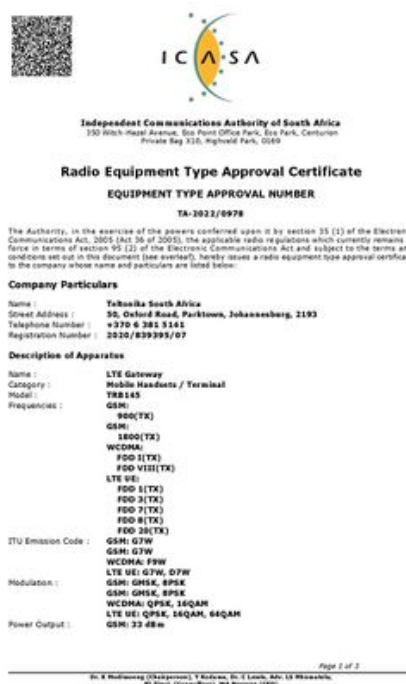 ICASA
Independent Communications Authority of South Africa
350 Witch-Hazel Avenue, Eco Point Office Park, Eco Park, Centurion
Private Bag X10, Highveld Park, 0169
Radio Equipment Type Approval Certificate
EQUIPMENT TYPE APPROVAL NUMBER
TA-2022/0978
The Authority, in the exercise of the powers conferred upon it by section 35 (1) of the Electron
Communications Act, 2005 (Act 36 of 2005), the applicable radio regulations which currently remains
force in terms of section 95 (2) of the Electronic Communications Act and subject to the terms an
conditions set out in this document (see overleaf), hereby issues a radio equipment type approval certifica
to the company whose name and particulars are listed below:
Company Particulars
Name : Teltonika South Africa
Street Address : 50, Oxford Road, Parktown, Johannesburg, 2193
Telephone Number : +370 6 381 5161
Registration Number : 2020/839395/07
Description of Apparatus
Name : LTE Gateway
Category : Mobile Handsets / Terminal
Model : TRB145
Frequencies : GSM:
900(TX)
GSM:
1800(TX)
WCDMA:
FDD I(TX)
FDD VIII(TX)
LTE UE:
FDD 1(TX)
FDD 3(TX)
FDD 7(TX)
FDD 8(TX)
FDD 20(TX)
ITU Emission Code : GSM: G7W
GSM: G7W
WCDMA: F9W
LTE UE: G7W, D7W
Modulation : GSM: GMSK, 8PSK
GSM: GMSK, 8PSK
WCDMA: QPSK, 16QAM
LTE UE: QPSK, 16QAM, 64QAM
Power Output : GSM: 33 dBm
Page 1 of 3
(Chairperson),